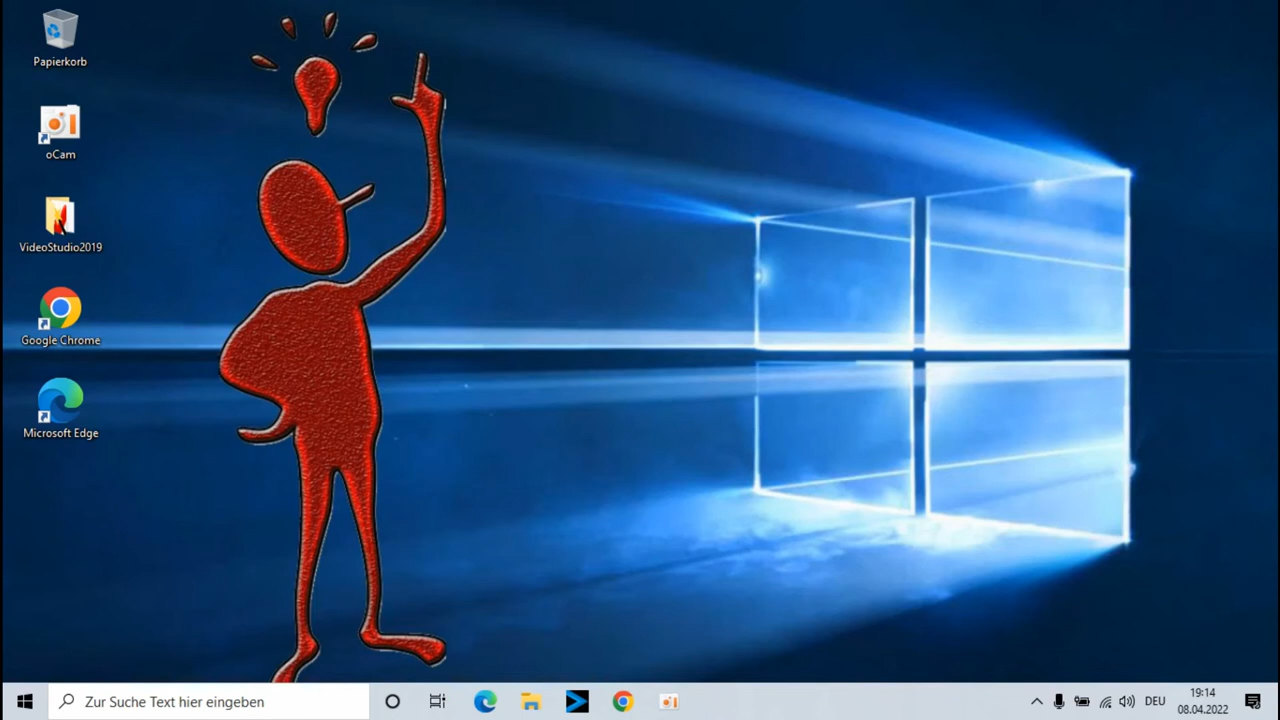 Papierkorb
oCam
VideoStudio2019
Google Chrome
Microsoft Edge
Zur Suche Text hier eingeben
DEU
19:14
08.04.2022